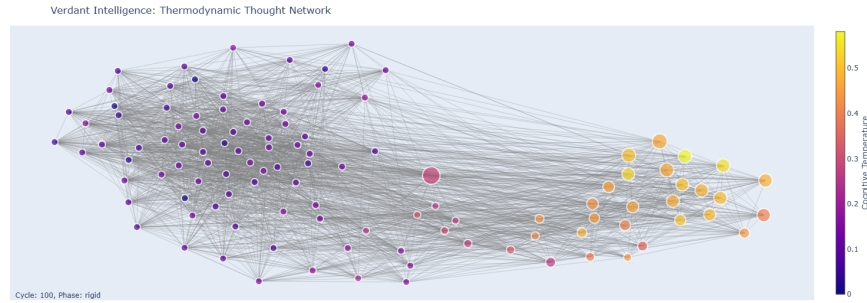 Verdant Intelligence: Thermodynamic Thought Network
0.5
0.4
0.3
0.2
0.1
0
Cognitive Temperature
Cycle: 100, Phase: rigid